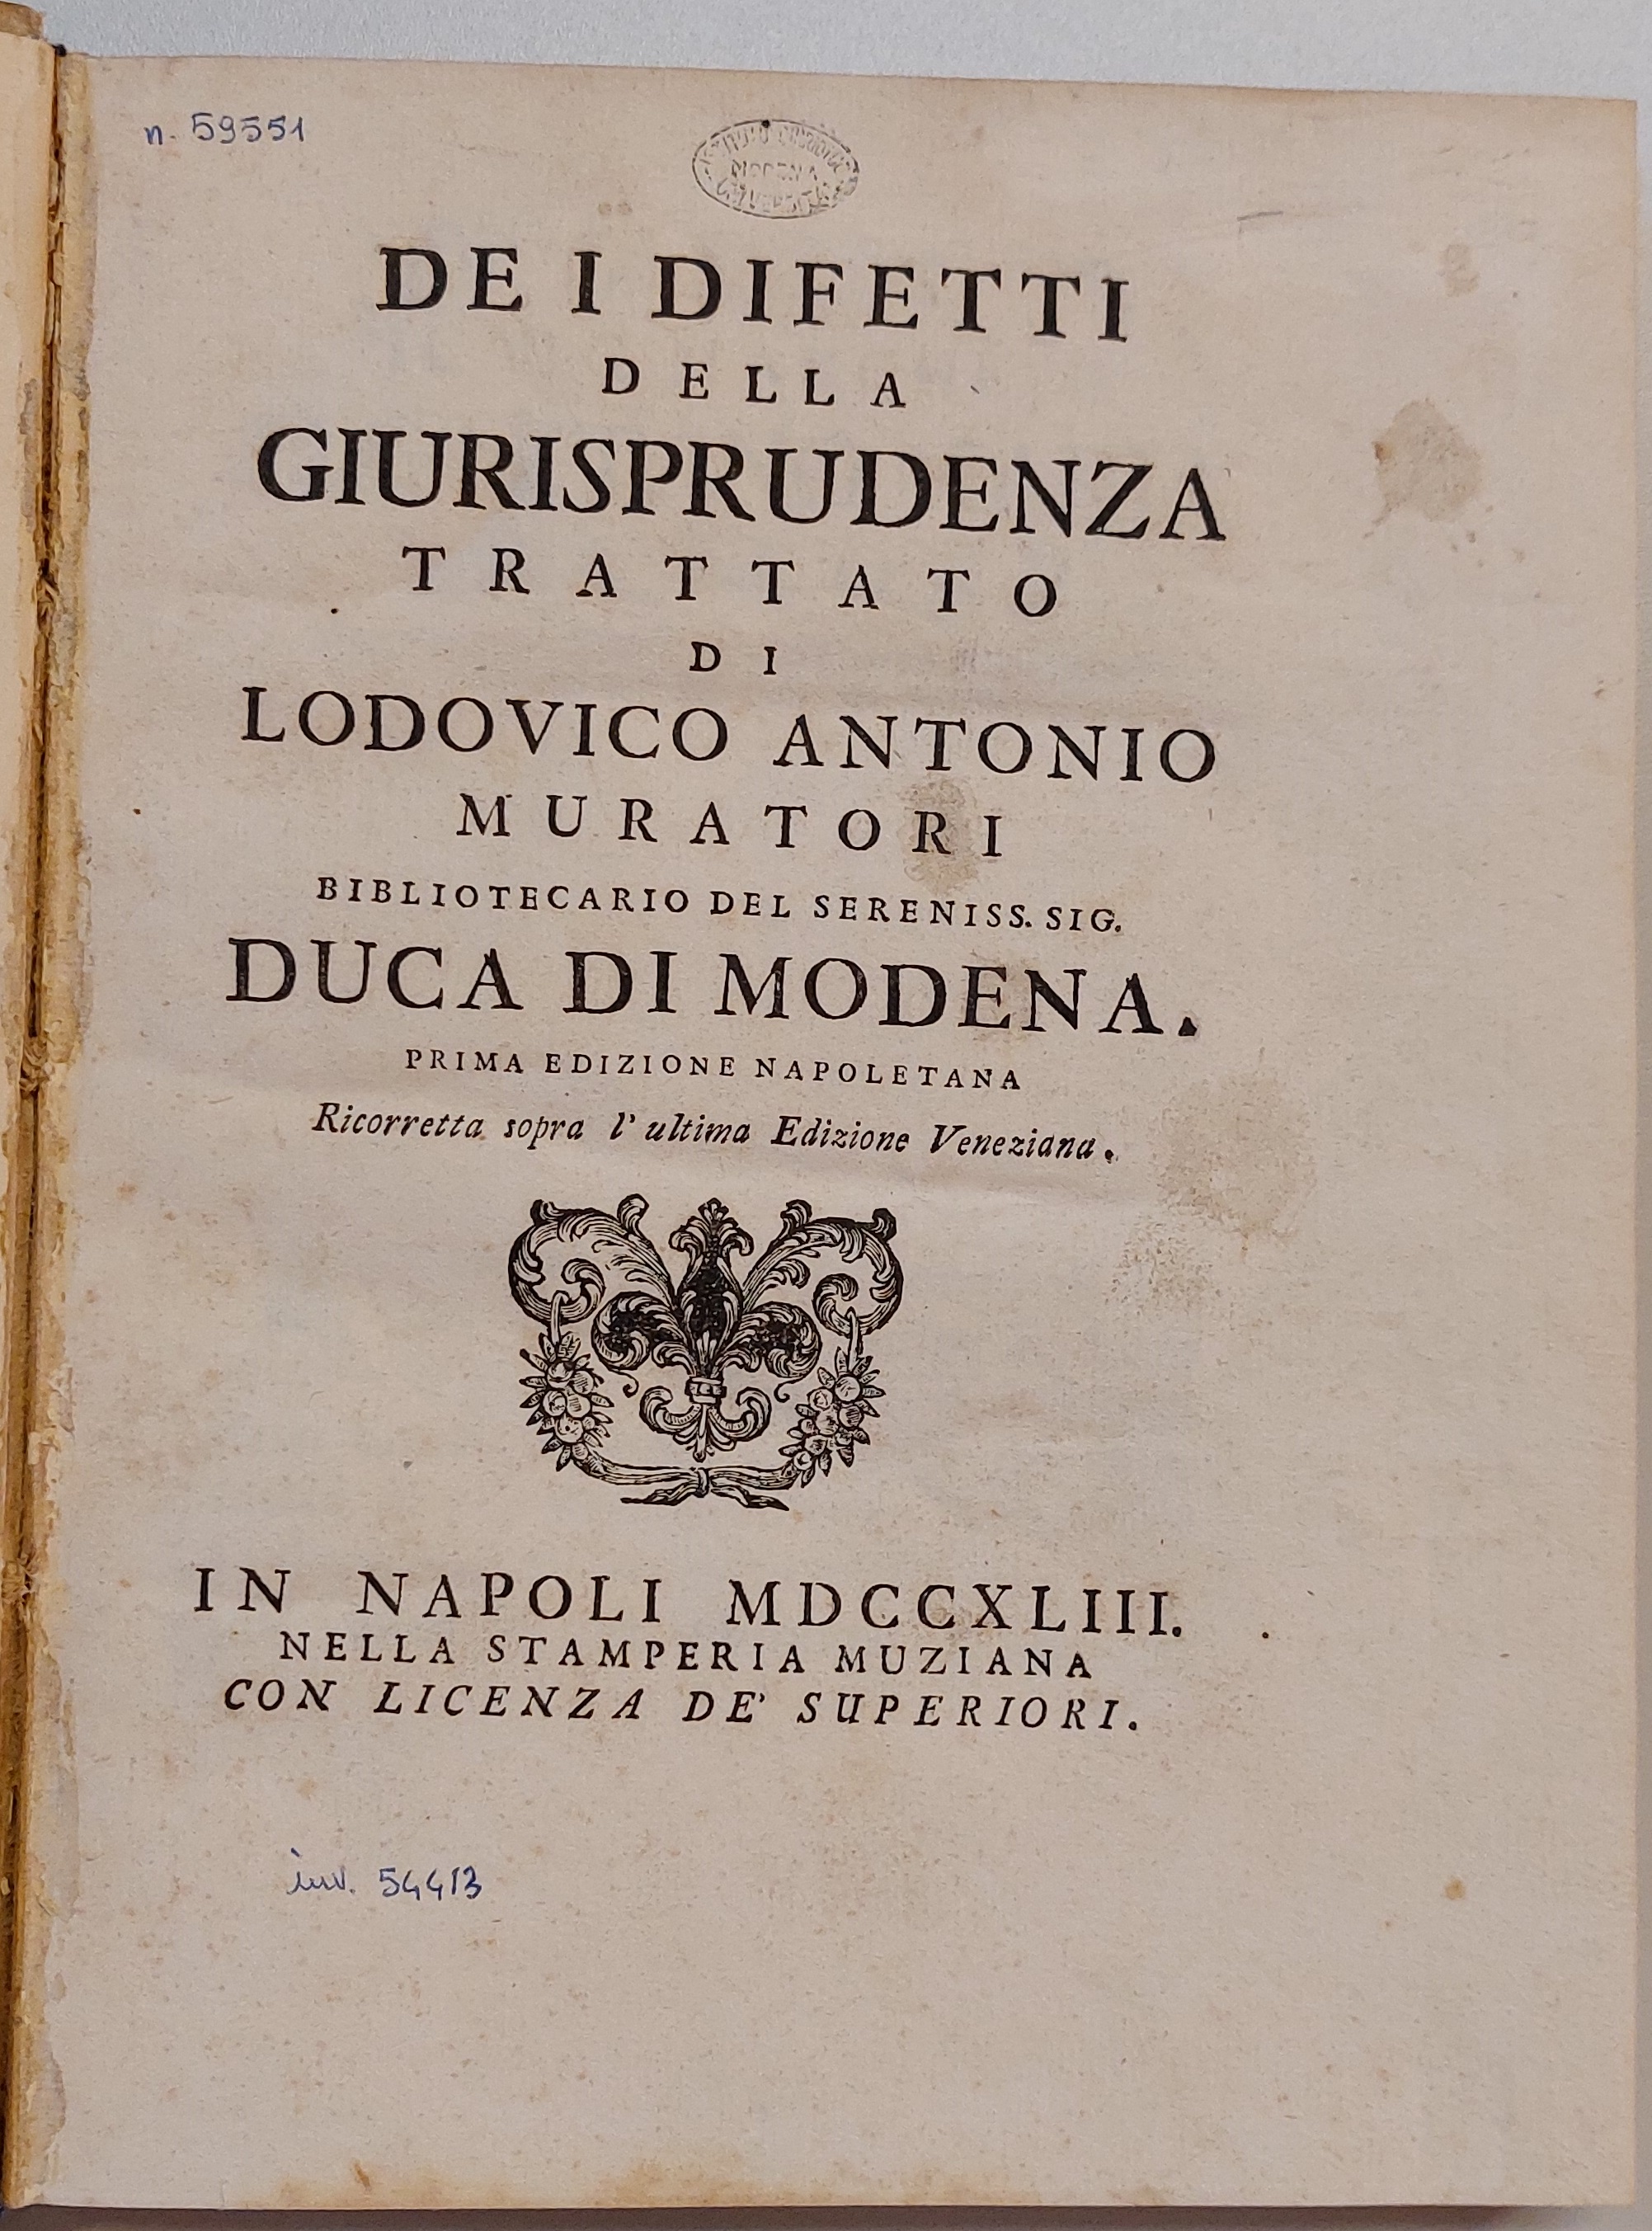 n. 59551
MODENA
DE I DIFETTI
DELLA
GIURISPRUDENZA
TRATTATO
DI
LODOVICO ANTONIO
MURATORI
BIBLIOTECARIO DEL SERENISS. SIG.
DUCA DI MODENA.
PRIMA EDIZIONE NAPOLETANA
Ricorretta sopra l' ultima Edizione Veneziana.
IN NAPOLI MDCCXLIII.
NELLA STAMPERIA MUZIANA
CON LICENZA DE' SUPERIORI.
inv. 54413